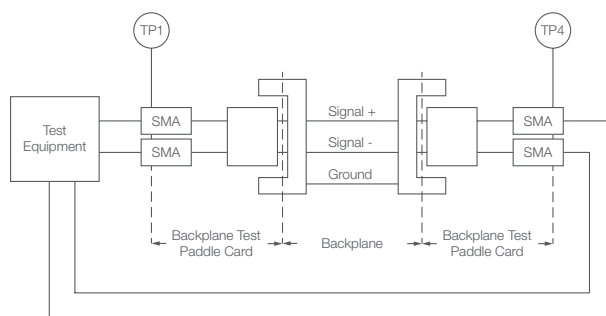 TP1
TP4
Test
Equipment
SMA
SMA
Signal +
Signal -
Ground
SMA
SMA
Backplane Test
Paddle Card
Backplane
Backplane Test
Paddle Card